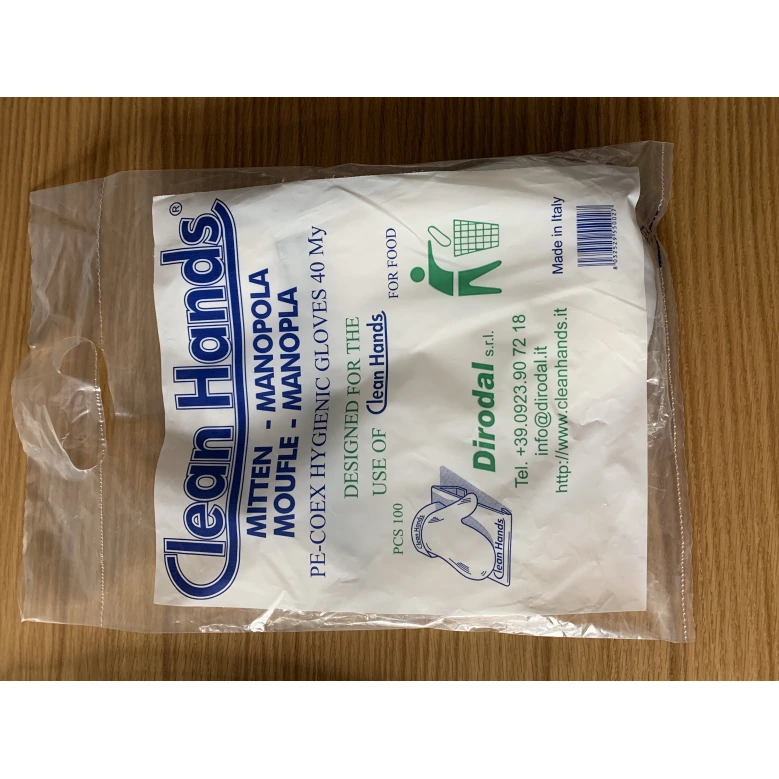 Clean Hands®
MITTEN - MANOPOLA
MOUFLE - MANOPLA
PE-COEX HYGIENIC GLOVES 40 My
DESIGNED FOR THE
USE OF Clean Hands FOR FOOD
PCS 100
Clean Hands
Clean Hands
Dirodal s.r.l.
Tel. +39.0923.90 72 18
info@dirodal.it
http://www.cleanhands.it
Made in Italy